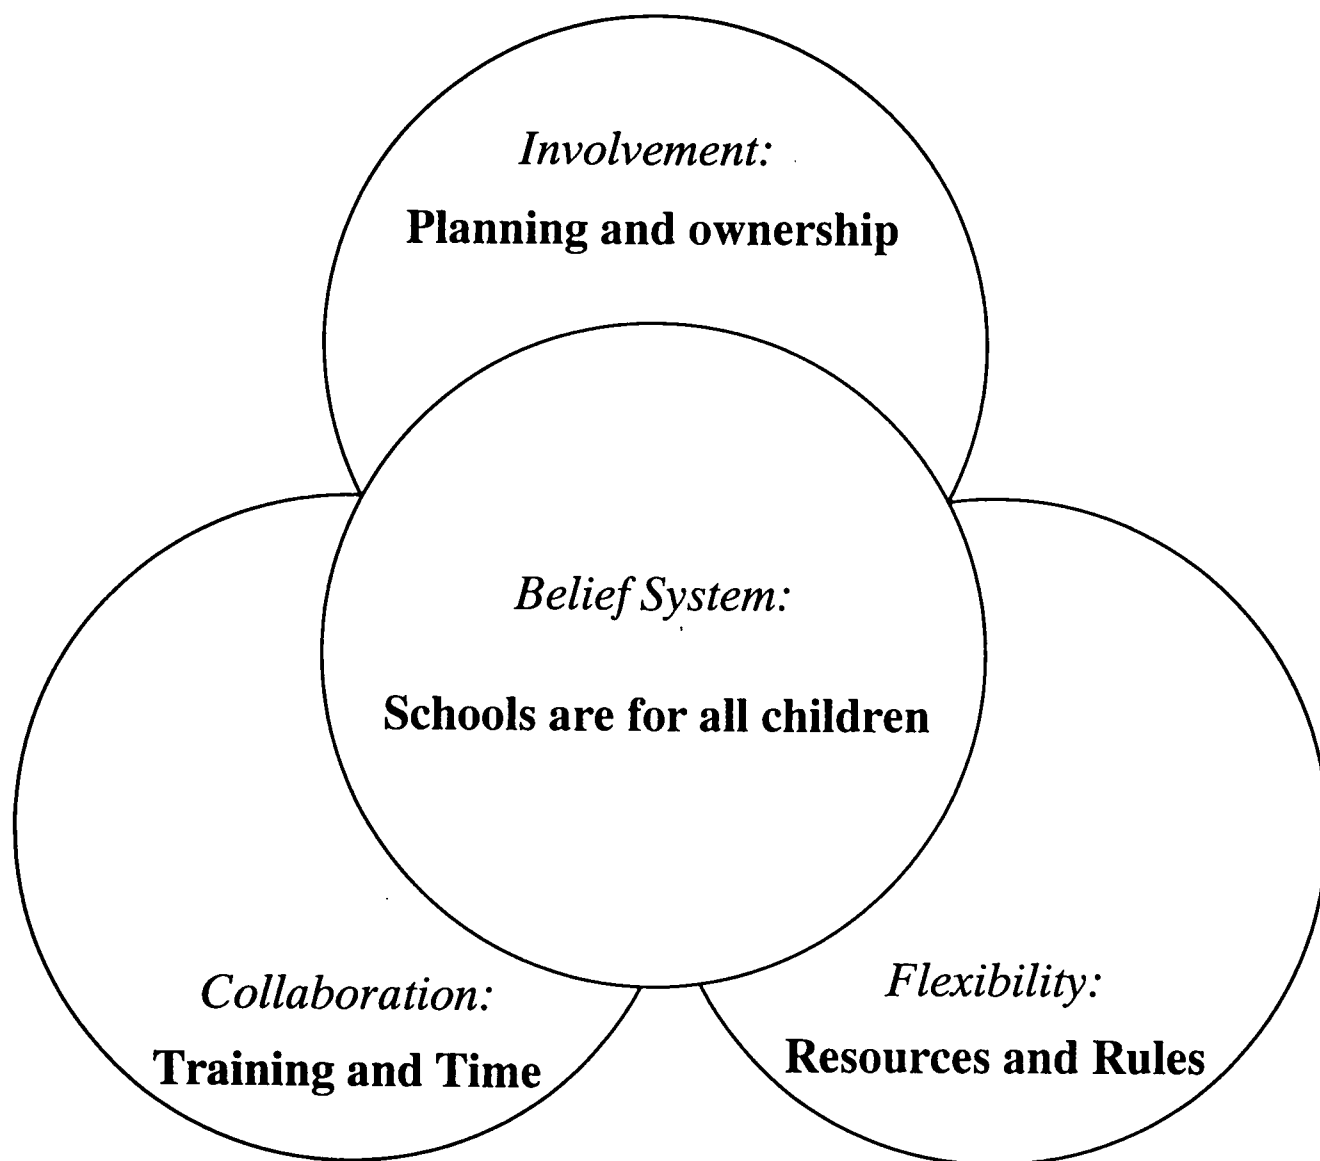 Involvement:
Planning and ownership
Belief System:
Schools are for all children
Collaboration:
Training and Time
Flexibility:
Resources and Rules